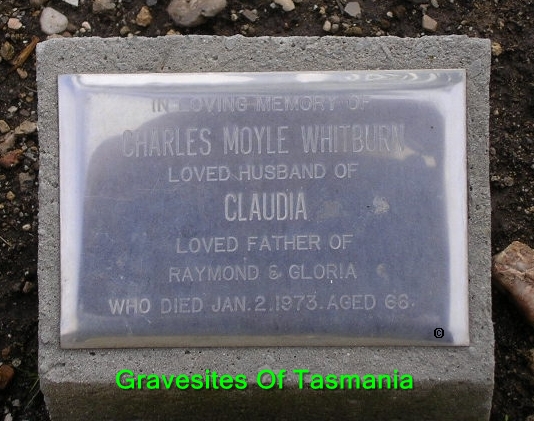 IN LOVING MEMORY OF
CHARLES MOYLE WHITBURN
LOVED HUSBAND OF
CLAUDIA
LOVED FATHER OF
RAYMOND & GLORIA
WHO DIED JAN. 2. 1973. AGED 68.
©
Gravesites Of Tasmania